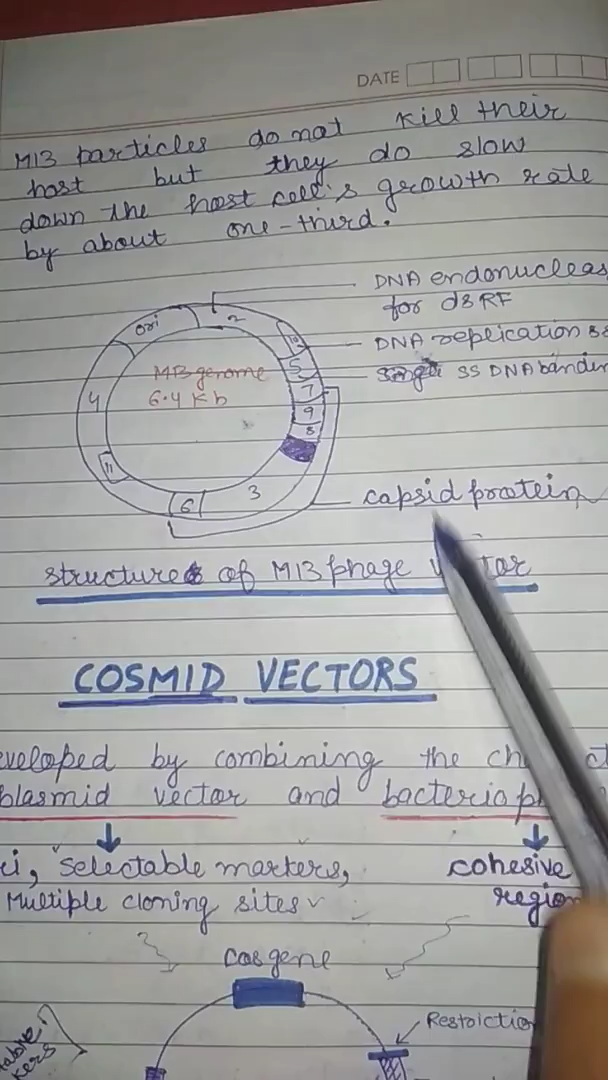 DATE
M13 particles do not kill their
host but they do slow
down the host cell's growth rate
by about one-third.
DNA endonucleas
for dSRF
DNA replication ss
ss DNA bandin
ori 2
10
5
7
9
8
4
11
6
3
M13 genome
6.4 Kb
capsid protein
structure of M13 phage
COSMID VECTORS
eveloped by combining the
plasmid vector and bacteriop
selectable markers,
cohesive
Multiple cloning sites
region
Cos gene
Restriction